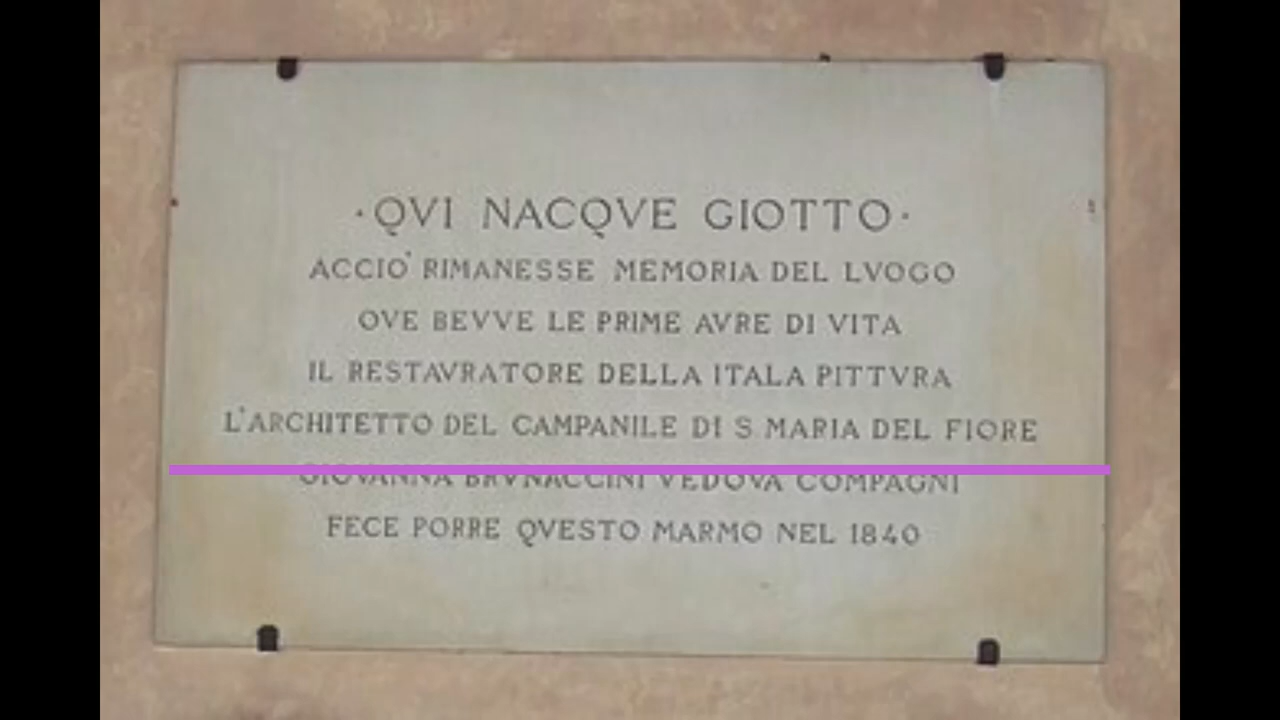 ·QVI NACQVE GIOTTO·
ACCIO' RIMANESSE MEMORIA DEL LVOGO
OVE BEVVE LE PRIME AVRE DI VITA
IL RESTAVRATORE DELLA ITALA PITTVRA
L'ARCHITETTO DEL CAMPANILE DI S. MARIA DEL FIORE
GIOVANNA BRVNACCINI VEDOVA COMPAGNI
FECE PORRE QVESTO MARMO NEL 1840